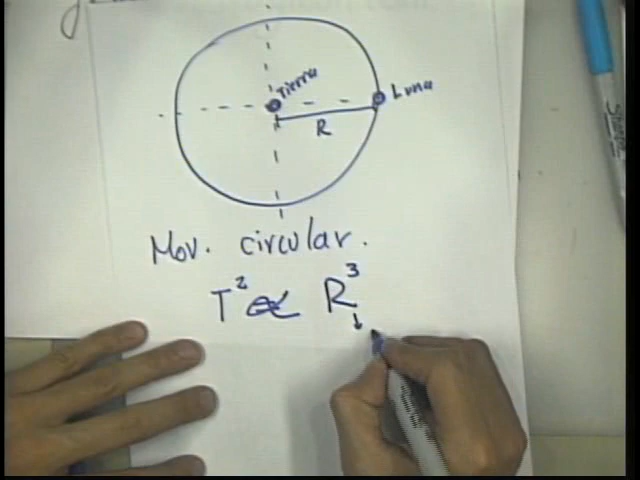 Tierra
Luna
R
Mov. circular.
T² ∝ R³